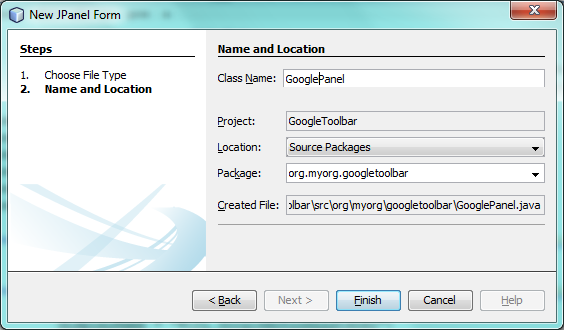 New JPanel Form
Steps
1. Choose File Type
2. Name and Location
Name and Location
Class Name: GooglePanel
Project: GoogleToolbar
Location: Source Packages
Package: org.myorg.googletoolbar
Created File: olbar\src\org\myorg\googletoolbar\GooglePanel.java
< Back Next > Finish Cancel Help